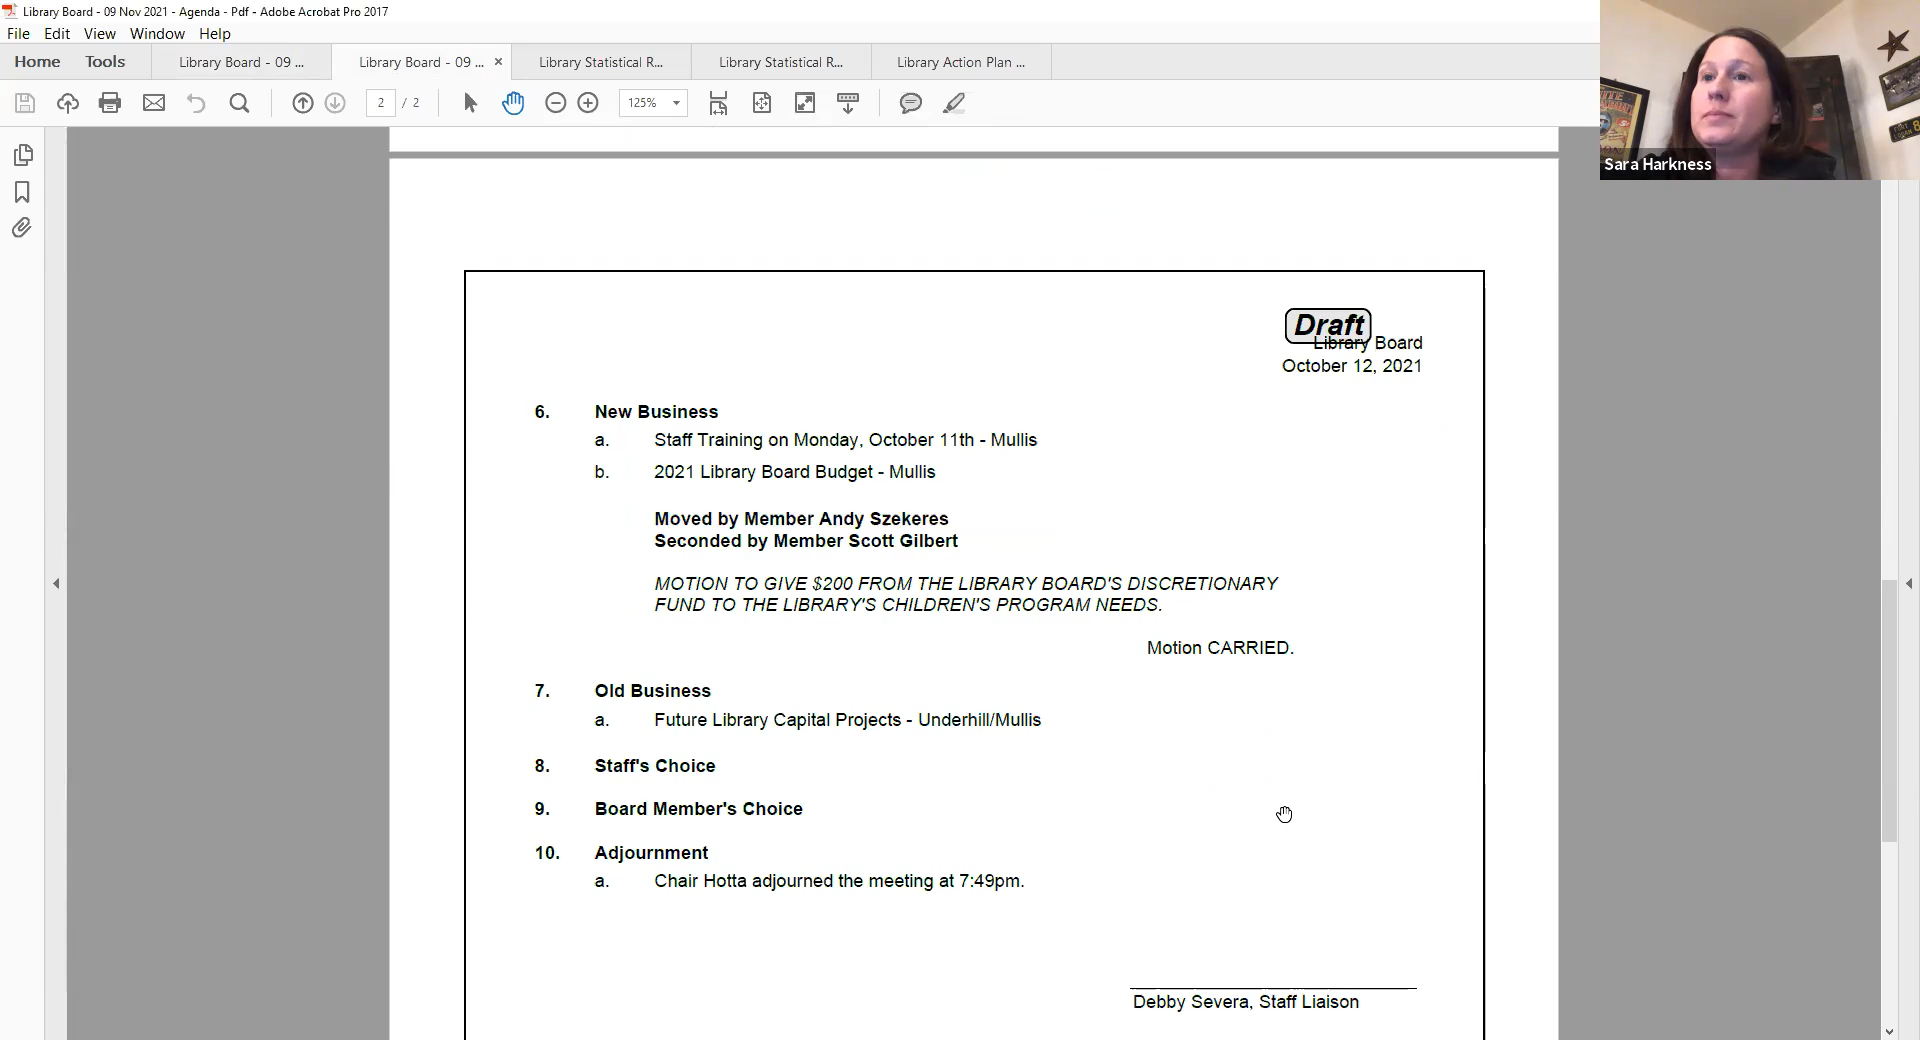 Library Board - 09 Nov 2021 - Agenda - Pdf - Adobe Acrobat Pro 2017
File Edit View Window Help
Home Tools Library Board - 09 ... Library Board - 09 ... × Library Statistical R... Library Statistical R... Library Action Plan ...
2 / 2 125%
Sara Harkness
Draft
Library Board
October 12, 2021
6. New Business
a. Staff Training on Monday, October 11th - Mullis
b. 2021 Library Board Budget - Mullis
Moved by Member Andy Szekeres
Seconded by Member Scott Gilbert
MOTION TO GIVE $200 FROM THE LIBRARY BOARD'S DISCRETIONARY
FUND TO THE LIBRARY'S CHILDREN'S PROGRAM NEEDS.
Motion CARRIED.
7. Old Business
a. Future Library Capital Projects - Underhill/Mullis
8. Staff's Choice
9. Board Member's Choice
10. Adjournment
a. Chair Hotta adjourned the meeting at 7:49pm.
Debby Severa, Staff Liaison